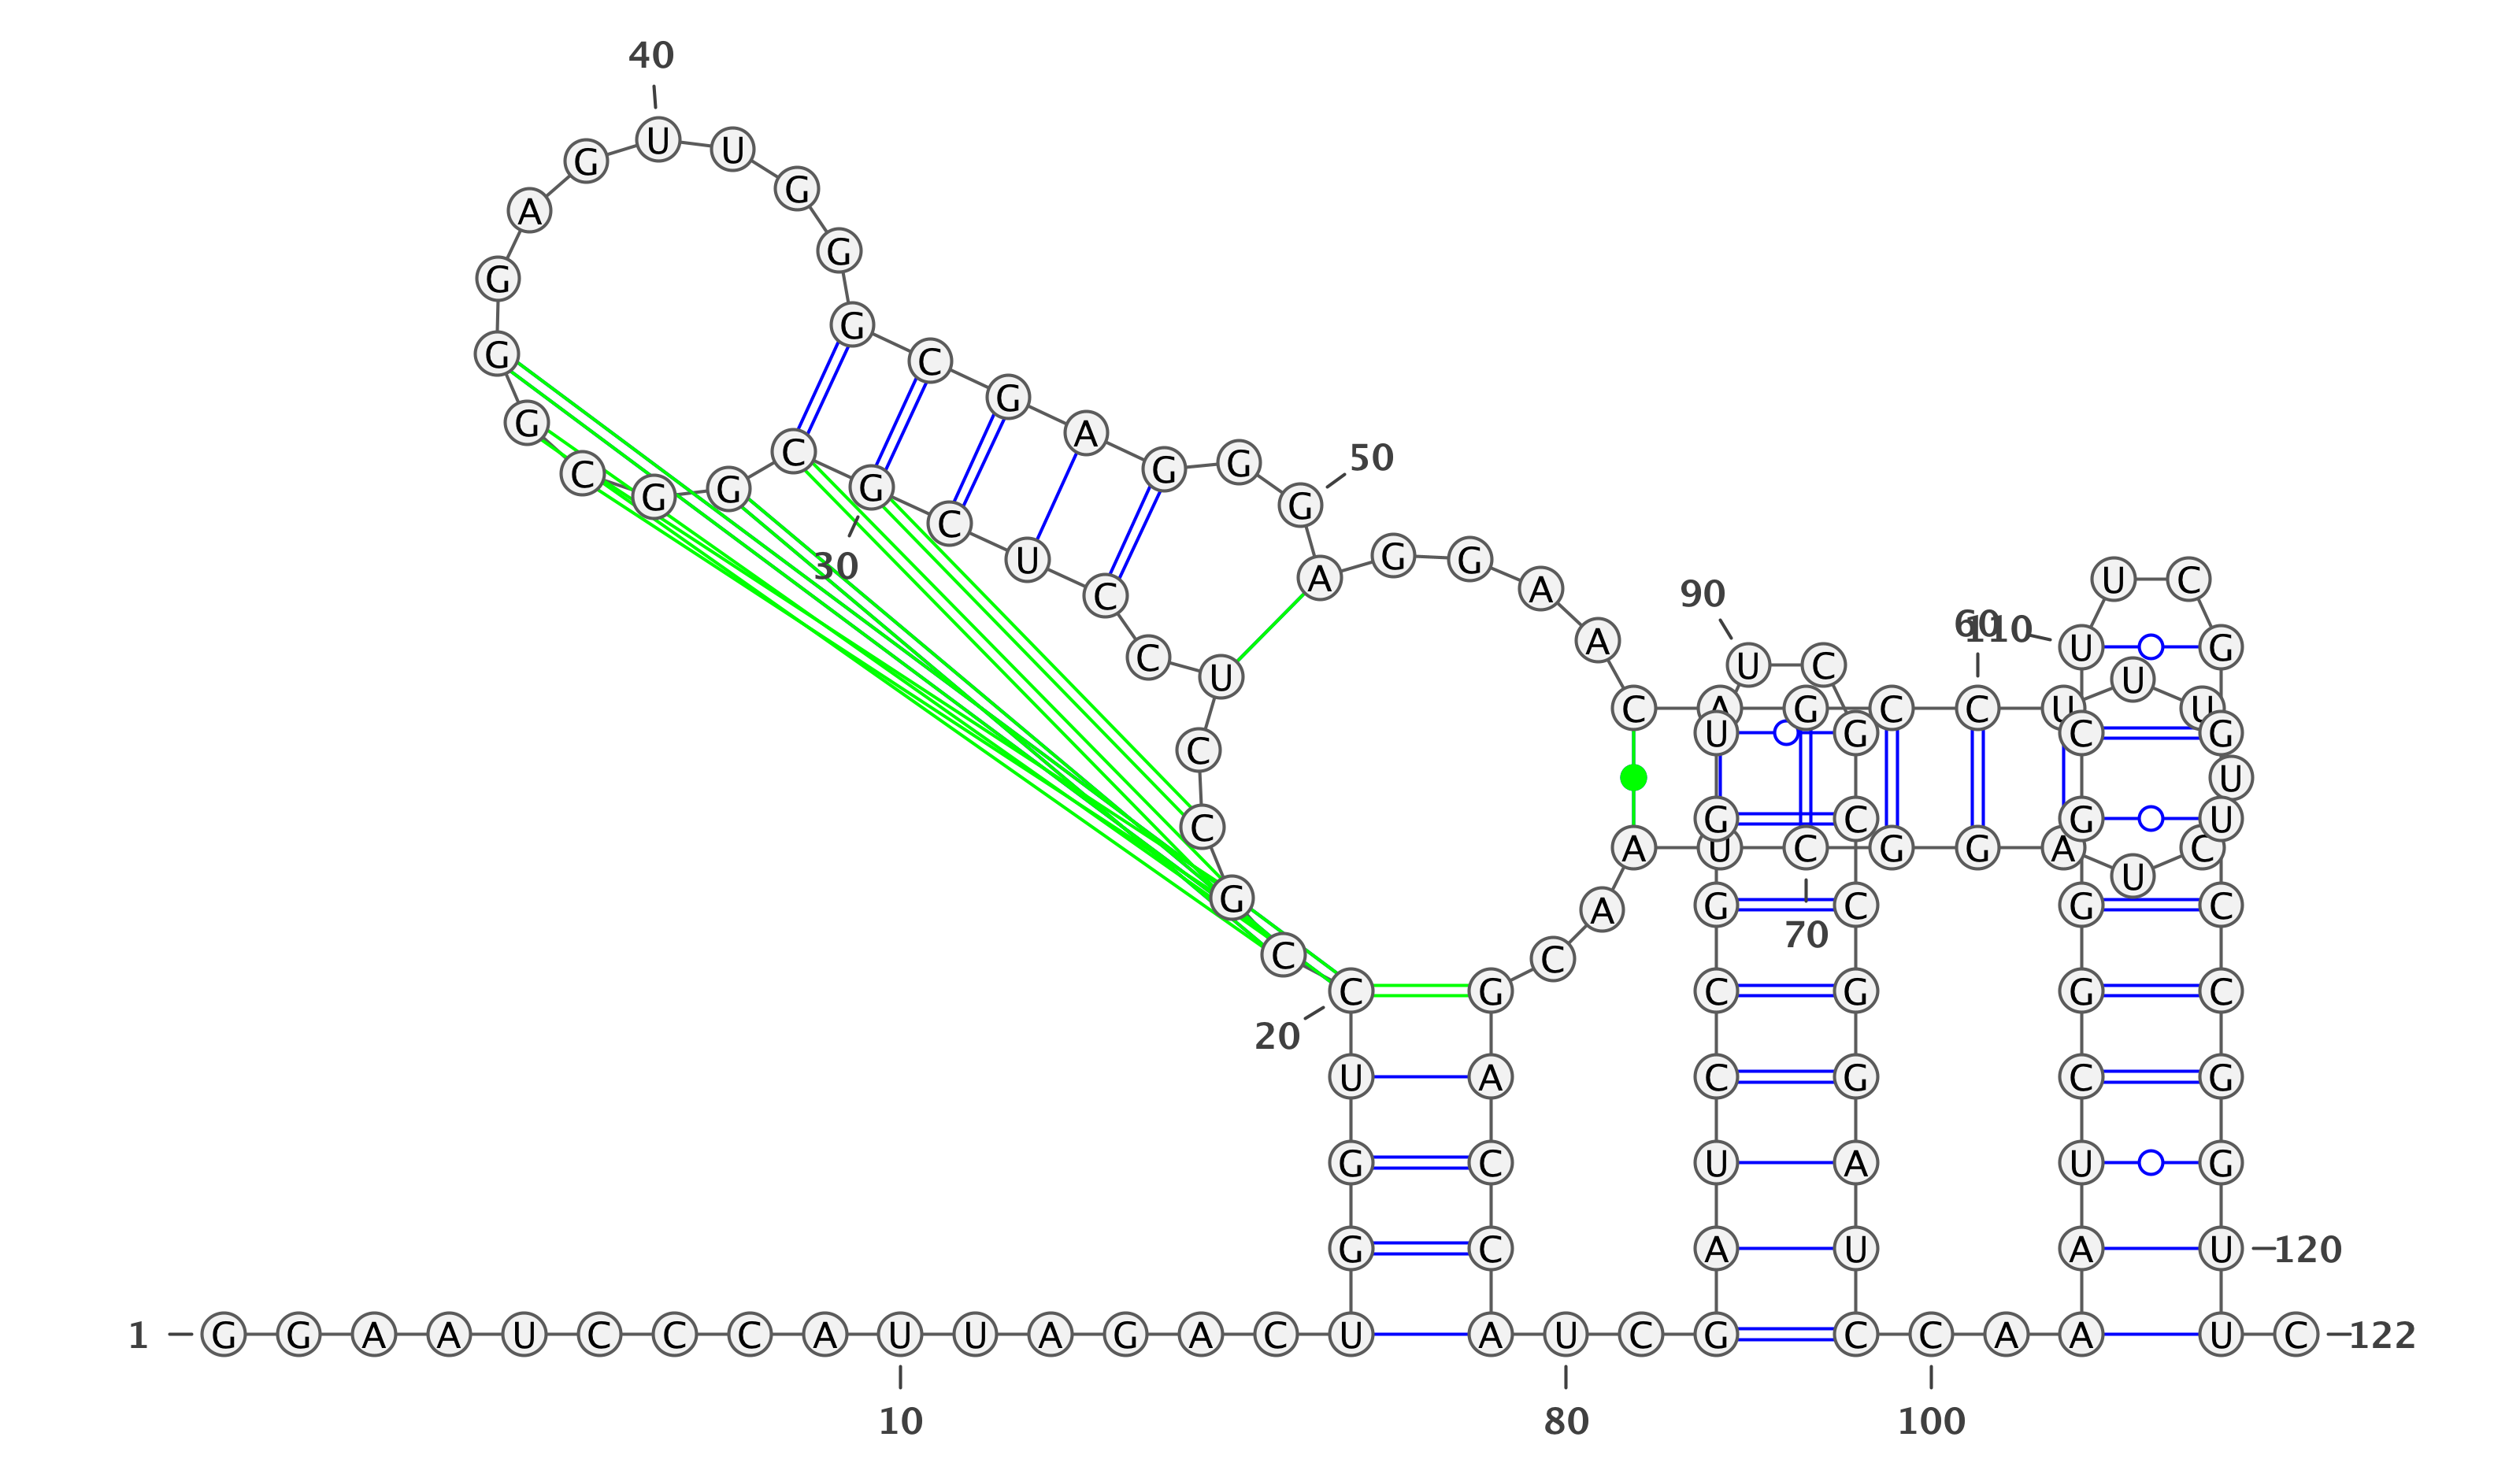 40
U U
G G
A
G
G
G
G C
G
G A
C 50
G G
C G G G G
C
G G U 30
A U C A
90 C
60 110
A U G
C U C
U U
C A G C C U U
U G C G
C
U
G C G U
C
A U C G G A C
U
G G C G C
A
70
C C
C G C G G C
20
U A C G C G
G C U A U G
G C A U A U 120
1 G G A A U C C C A U U A G A C U A U C G C C A A A U C 122
10 80 100